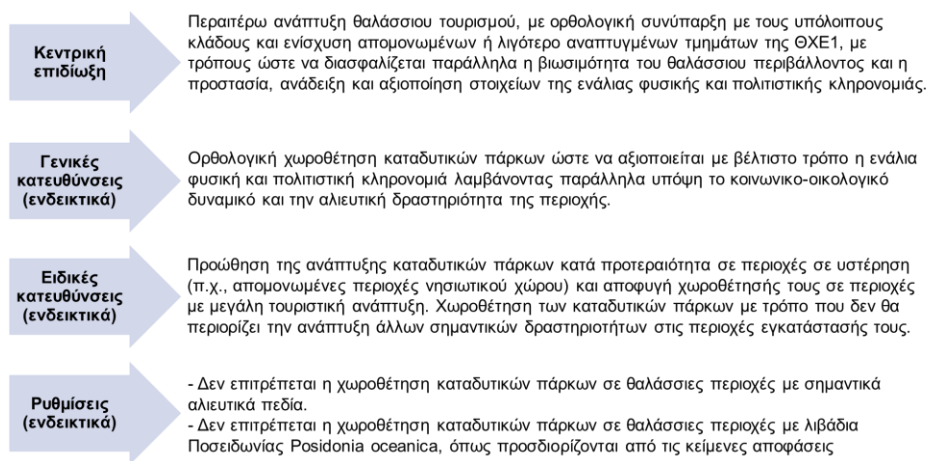 Κεντρική
επιδίωξη
Περαιτέρω ανάπτυξη θαλάσσιου τουρισμού, με ορθολογική συνύπαρξη με τους υπόλοιπους
κλάδους και ενίσχυση απομονωμένων ή λιγότερο αναπτυγμένων τμημάτων της ΘΧΕ1, με
τρόπους ώστε να διασφαλίζεται παράλληλα η βιωσιμότητα του θαλάσσιου περιβάλλοντος και η
προστασία, ανάδειξη και αξιοποίηση στοιχείων της ενάλιας φυσικής και πολιτιστικής κληρονομιάς.
Γενικές
κατευθύνσεις
(ενδεικτικά)
Ορθολογική χωροθέτηση καταδυτικών πάρκων ώστε να αξιοποιείται με βέλτιστο τρόπο η ενάλια
φυσική και πολιτιστική κληρονομιά λαμβάνοντας παράλληλα υπόψη το κοινωνικο-οικολογικό
δυναμικό και την αλιευτική δραστηριότητα της περιοχής.
Ειδικές
κατευθύνσεις
(ενδεικτικά)
Προώθηση της ανάπτυξης καταδυτικών πάρκων κατά προτεραιότητα σε περιοχές σε υστέρηση
(π.χ., απομονωμένες περιοχές νησιωτικού χώρου) και αποφυγή χωροθέτησής τους σε περιοχές
με μεγάλη τουριστική ανάπτυξη. Χωροθέτηση των καταδυτικών πάρκων με τρόπο που δεν θα
περιορίζει την ανάπτυξη άλλων σημαντικών δραστηριοτήτων στις περιοχές εγκατάστασής τους.
Ρυθμίσεις
(ενδεικτικά)
- Δεν επιτρέπεται η χωροθέτηση καταδυτικών πάρκων σε θαλάσσιες περιοχές με σημαντικά
αλιευτικά πεδία.
- Δεν επιτρέπεται η χωροθέτηση καταδυτικών πάρκων σε θαλάσσιες περιοχές με λιβάδια
Ποσειδωνίας Posidonia oceanica, όπως προσδιορίζονται από τις κείμενες αποφάσεις